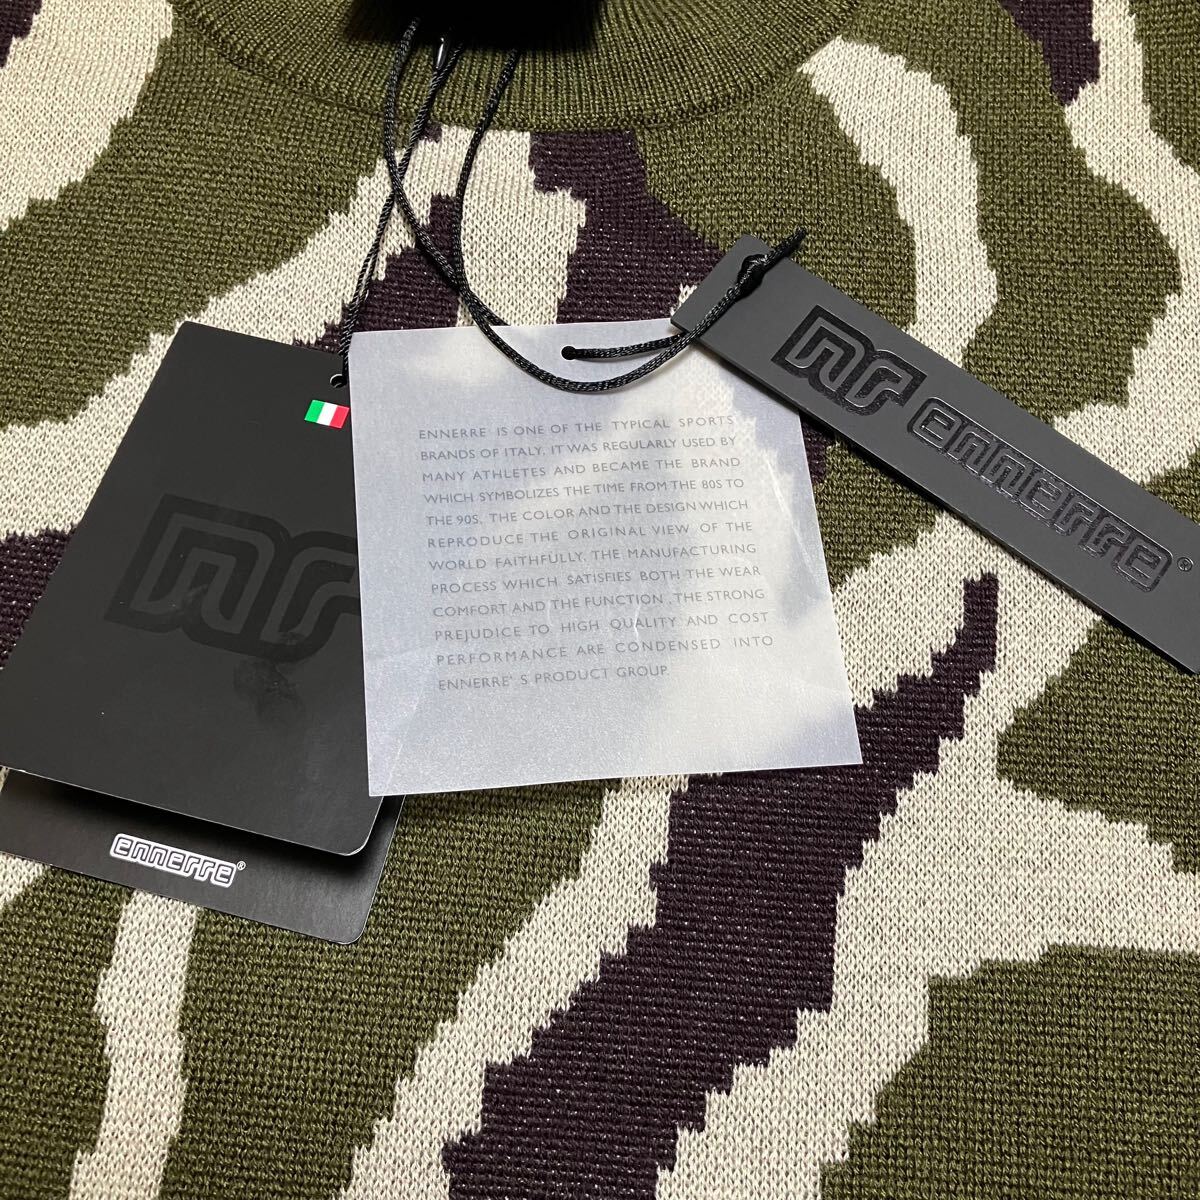 ENNERRE IS ONE OF THE TYPICAL SPORTS
BRANDS OF ITALY, IT WAS REGULARLY USED BY
MANY ATHLETES AND BECAME THE BRAND
WHICH SYMBOLIZES THE TIME FROM THE 80S TO
THE 90S. THE COLOR AND THE DESIGN WHICH
REPRODUCE THE ORIGINAL VIEW OF THE
WORLD FAITHFULLY, THE MANUFACTURING
PROCESS WHICH SATISFIES BOTH THE WEAR
COMFORT AND THE FUNCTION ,THE STRONG
PREJUDICE TO HIGH QUALITY AND COST
PERFORMANCE ARE CONDENSED INTO
ENNERRE' S PRODUCT GROUP.
nr
ennerre®
nr ennerre®